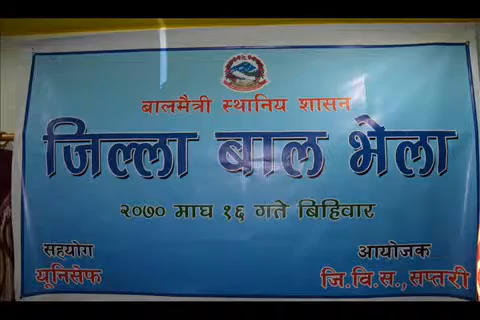 बालमैत्री स्थानिय शासन
जिल्ला बाल भेला
२०७० माघ १६ गते बिहिवार
सहयोग
यूनिसेफ
आयोजक
जि.वि.स.,सप्तरी